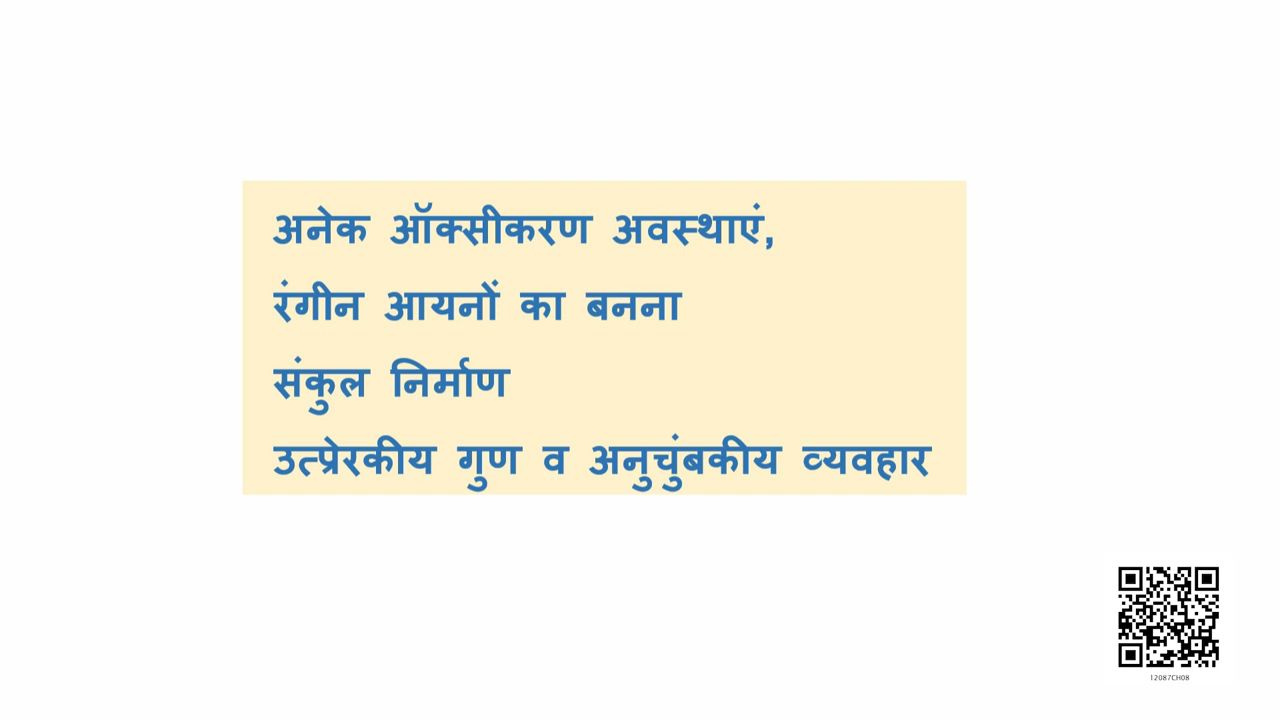 अनेक ऑक्सीकरण अवस्थाएं,
रंगीन आयनों का बनना
संकुल निर्माण
उत्प्रेरकीय गुण व अनुचुंबकीय व्यवहार
12087CH08